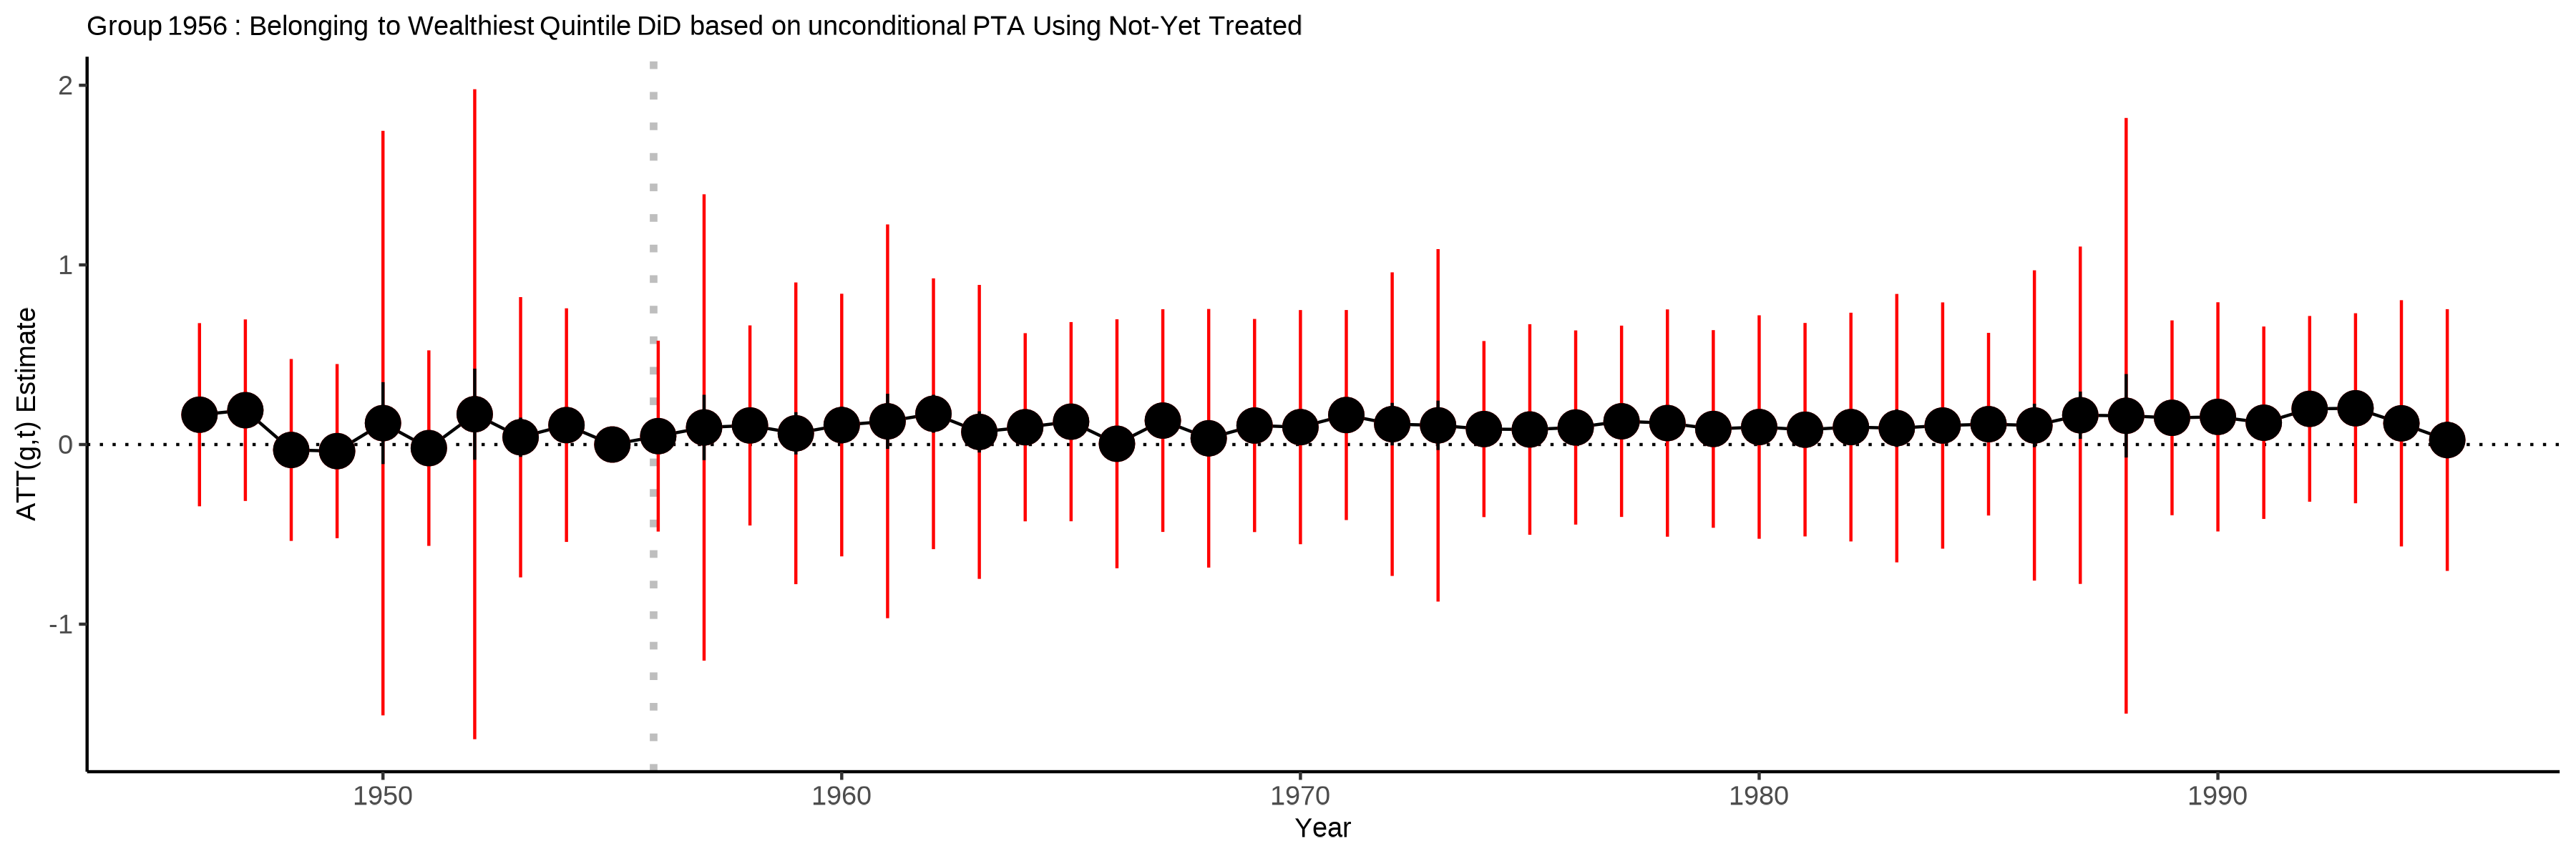 Group 1956 : Belonging to Wealthiest Quintile DiD based on unconditional PTA Using Not-Yet Treated
2
1
0
-1
ATT(g,t) Estimate
1950 1960 1970 1980 1990
Year